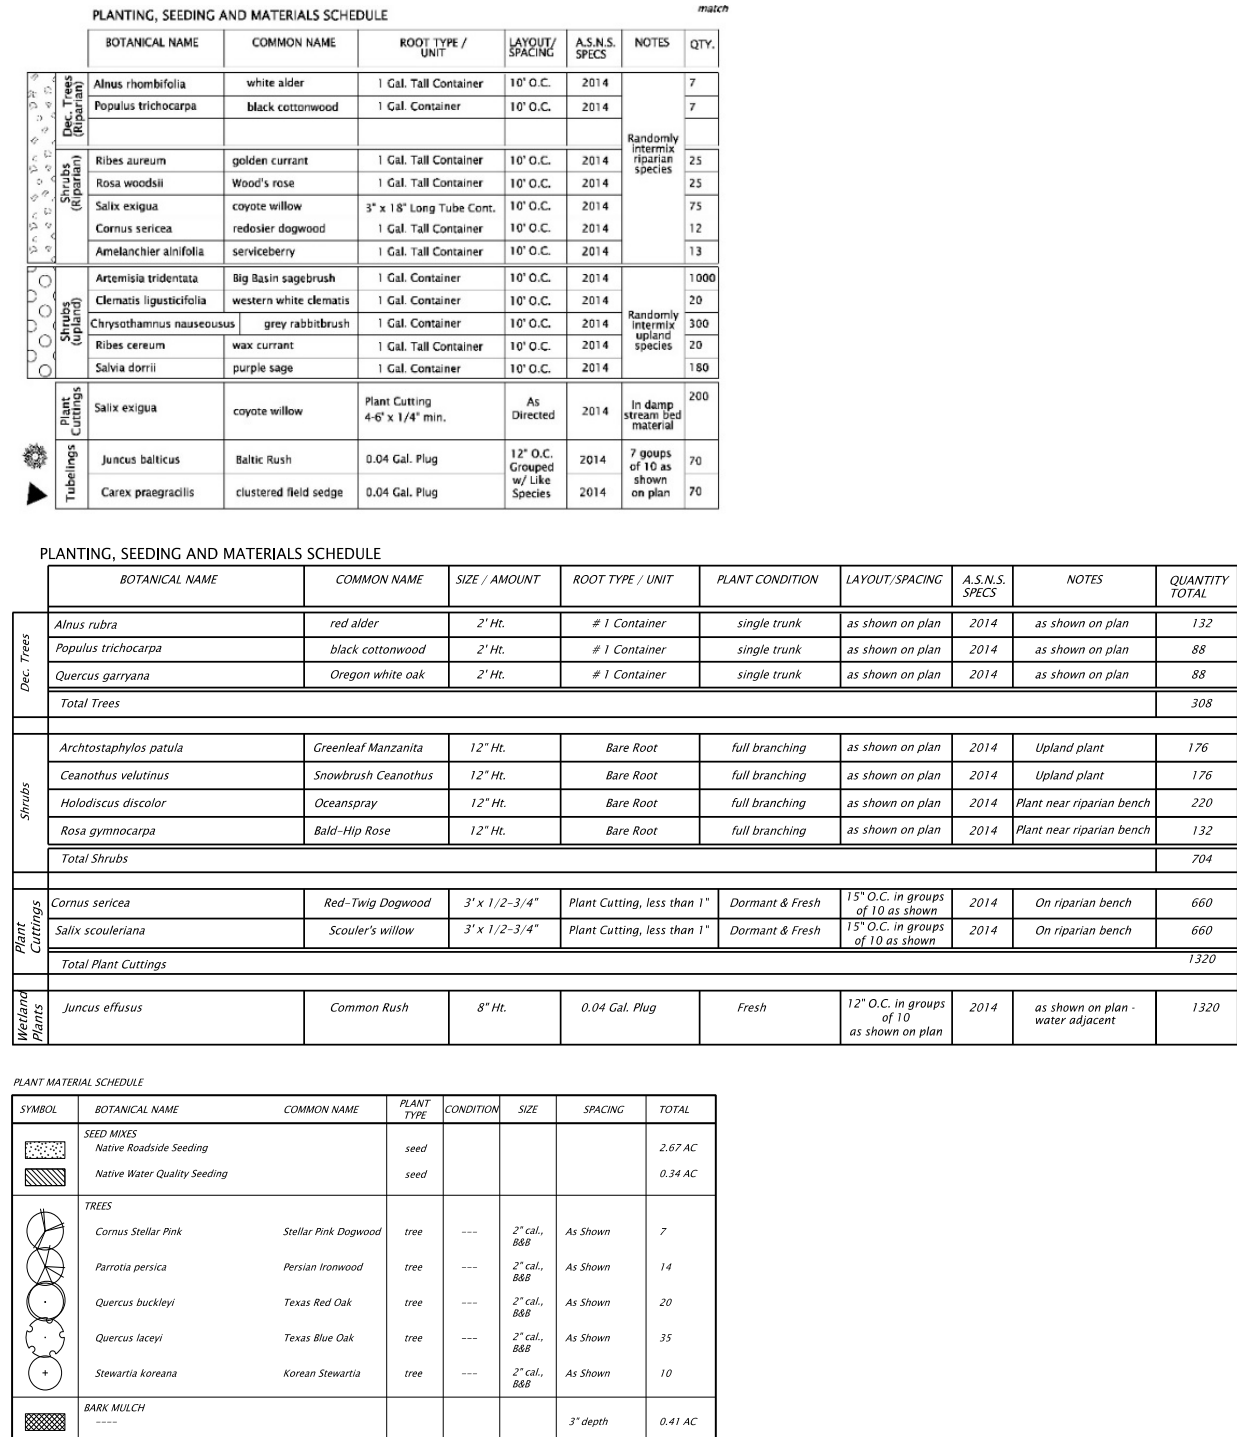 match
PLANTING, SEEDING AND MATERIALS SCHEDULE
BOTANICAL NAME COMMON NAME ROOT TYPE / UNIT LAYOUT/ SPACING A.S.N.S. SPECS NOTES QTY.
Dec. Trees (Riparian)
Alnus rhombifolia white alder 1 Gal. Tall Container 10' O.C. 2014 7
Populus trichocarpa black cottonwood 1 Gal. Container 10' O.C. 2014 7
Randomly intermix riparian species
Shrubs (Riparian)
Ribes aureum golden currant 1 Gal. Tall Container 10' O.C. 2014 25
Rosa woodsii Wood's rose 1 Gal. Tall Container 10' O.C. 2014 25
Salix exigua coyote willow 3" x 18" Long Tube Cont. 10' O.C. 2014 75
Cornus sericea redosier dogwood 1 Gal. Tall Container 10' O.C. 2014 12
Amelanchier alnifolia serviceberry 1 Gal. Tall Container 10' O.C. 2014 13
Shrubs (upland)
Artemisia tridentata Big Basin sagebrush 1 Gal. Container 10' O.C. 2014 1000
Clematis ligusticifolia western white clematis 1 Gal. Container 10' O.C. 2014 20
Chrysothamnus nauseousus grey rabbitbrush 1 Gal. Container 10' O.C. 2014 300
Randomly intermix upland species
Ribes cereum wax currant 1 Gal. Tall Container 10' O.C. 2014 20
Salvia dorrii purple sage 1 Gal. Container 10' O.C. 2014 180
Plant Cuttings
Salix exigua coyote willow Plant Cutting 4-6' x 1/4" min. As Directed 2014 In damp stream bed material 200
Tubelings
Juncus balticus Baltic Rush 0.04 Gal. Plug 12" O.C. Grouped w/ Like Species 2014 7 goups of 10 as shown on plan 70
Carex praegracilis clustered field sedge 0.04 Gal. Plug 2014 70
PLANTING, SEEDING AND MATERIALS SCHEDULE
BOTANICAL NAME COMMON NAME SIZE / AMOUNT ROOT TYPE / UNIT PLANT CONDITION LAYOUT/SPACING A.S.N.S. SPECS NOTES QUANTITY TOTAL
Dec. Trees
Alnus rubra red alder 2' Ht. # 1 Container single trunk as shown on plan 2014 as shown on plan 132
Populus trichocarpa black cottonwood 2' Ht. # 1 Container single trunk as shown on plan 2014 as shown on plan 88
Quercus garryana Oregon white oak 2' Ht. # 1 Container single trunk as shown on plan 2014 as shown on plan 88
Total Trees 308
Shrubs
Archtostaphylos patula Greenleaf Manzanita 12" Ht. Bare Root full branching as shown on plan 2014 Upland plant 176
Ceanothus velutinus Snowbrush Ceanothus 12" Ht. Bare Root full branching as shown on plan 2014 Upland plant 176
Holodiscus discolor Oceanspray 12" Ht. Bare Root full branching as shown on plan 2014 Plant near riparian bench 220
Rosa gymnocarpa Bald-Hip Rose 12" Ht. Bare Root full branching as shown on plan 2014 Plant near riparian bench 132
Total Shrubs 704
Plant Cuttings
Cornus sericea Red-Twig Dogwood 3' x 1/2-3/4" Plant Cutting, less than 1" Dormant & Fresh 15" O.C. in groups of 10 as shown 2014 On riparian bench 660
Salix scouleriana Scouler's willow 3' x 1/2-3/4" Plant Cutting, less than 1" Dormant & Fresh 15" O.C. in groups of 10 as shown 2014 On riparian bench 660
Total Plant Cuttings 1320
Wetland Plants
Juncus effusus Common Rush 8" Ht. 0.04 Gal. Plug Fresh 12" O.C. in groups of 10 as shown on plan 2014 as shown on plan - water adjacent 1320
PLANT MATERIAL SCHEDULE
SYMBOL BOTANICAL NAME COMMON NAME PLANT TYPE CONDITION SIZE SPACING TOTAL
SEED MIXES
Native Roadside Seeding seed 2.67 AC
Native Water Quality Seeding seed 0.34 AC
TREES
Cornus Stellar Pink Stellar Pink Dogwood tree --- 2" cal., B&B As Shown 7
Parrotia persica Persian Ironwood tree --- 2" cal., B&B As Shown 14
Quercus buckleyi Texas Red Oak tree --- 2" cal., B&B As Shown 20
Quercus laceyi Texas Blue Oak tree --- 2" cal., B&B As Shown 35
Stewartia koreana Korean Stewartia tree --- 2" cal., B&B As Shown 10
BARK MULCH
---- 3" depth 0.41 AC